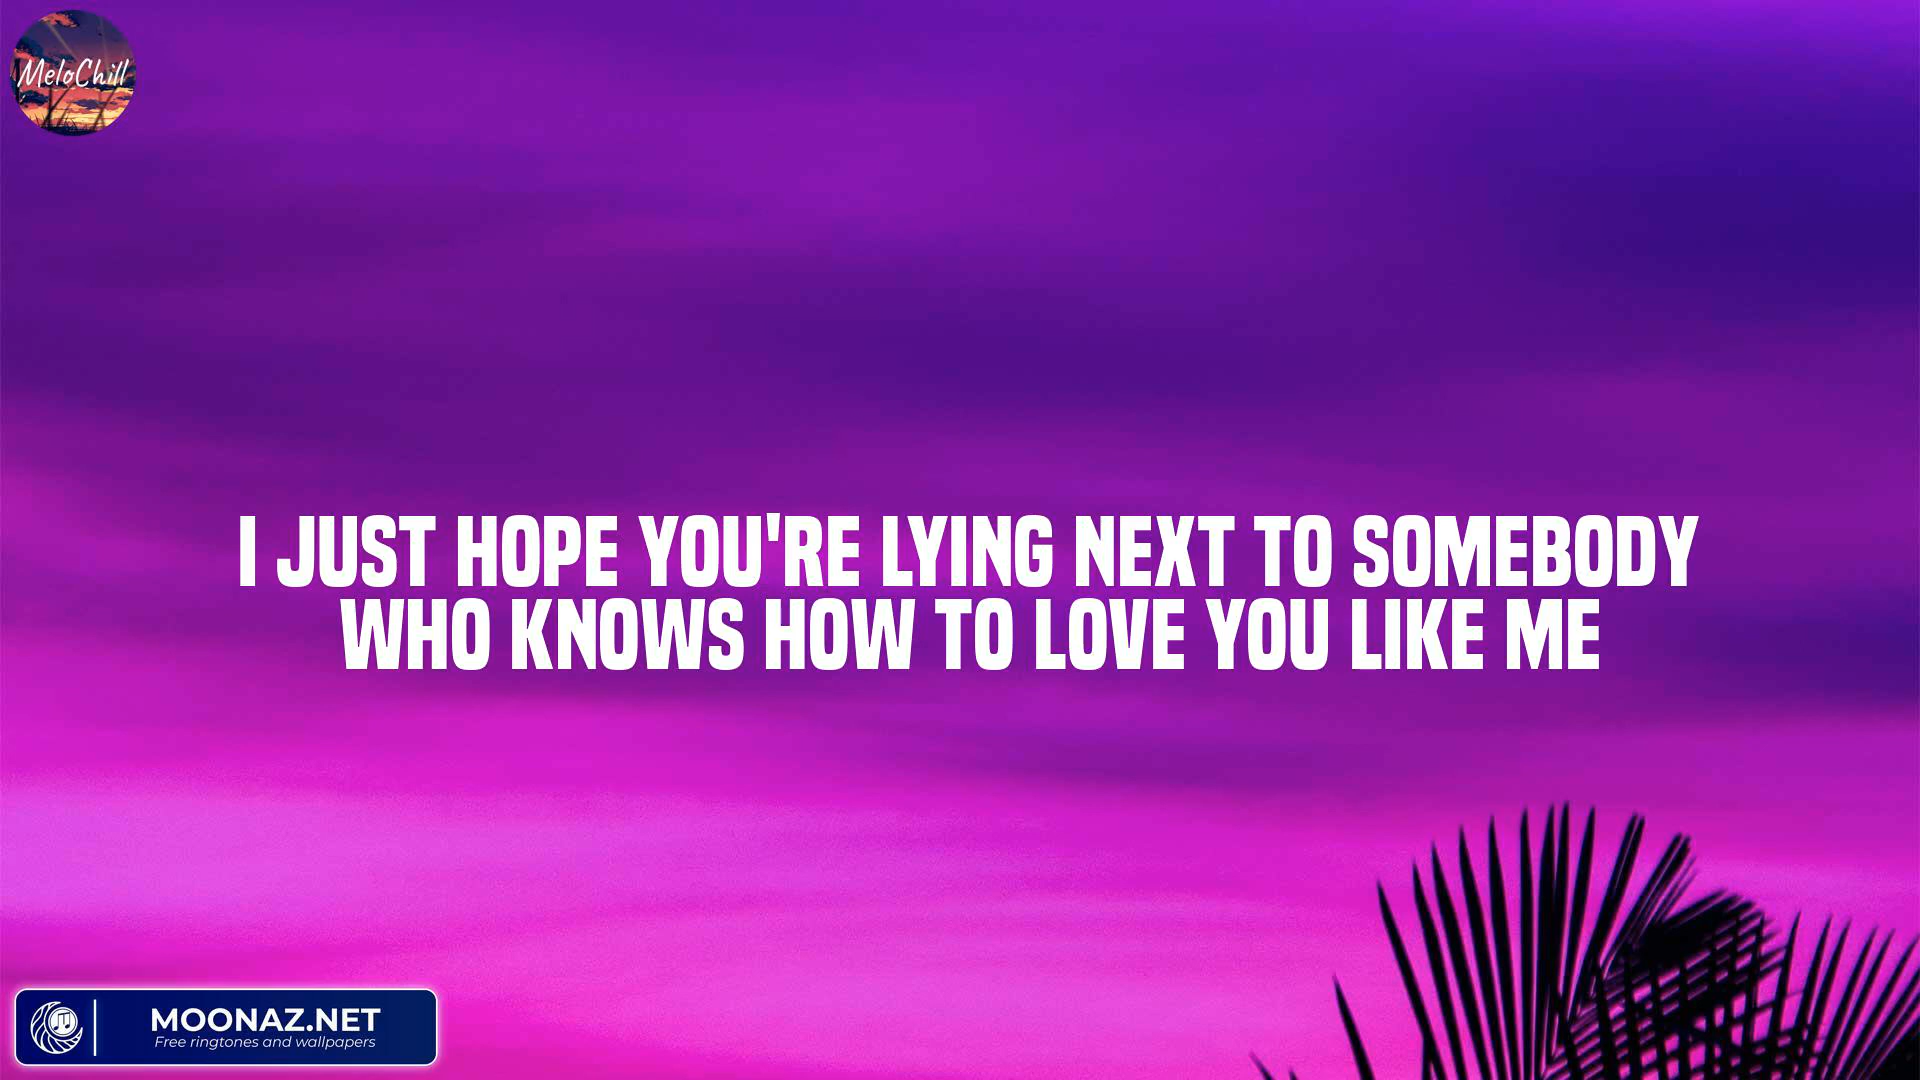 MeloChill
I JUST HOPE YOU'RE LYING NEXT TO SOMEBODY
WHO KNOWS HOW TO LOVE YOU LIKE ME
MOONAZ.NET
Free ringtones and wallpapers